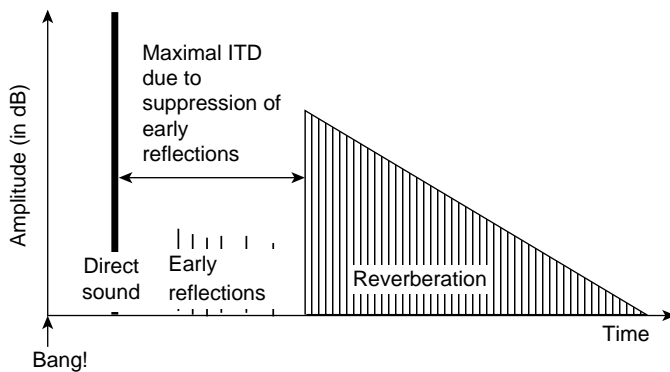 Amplitude (in dB)
Maximal ITD
due to
suppression of
early
reflections
Direct
sound
Early
reflections
Reverberation
Time
Bang!